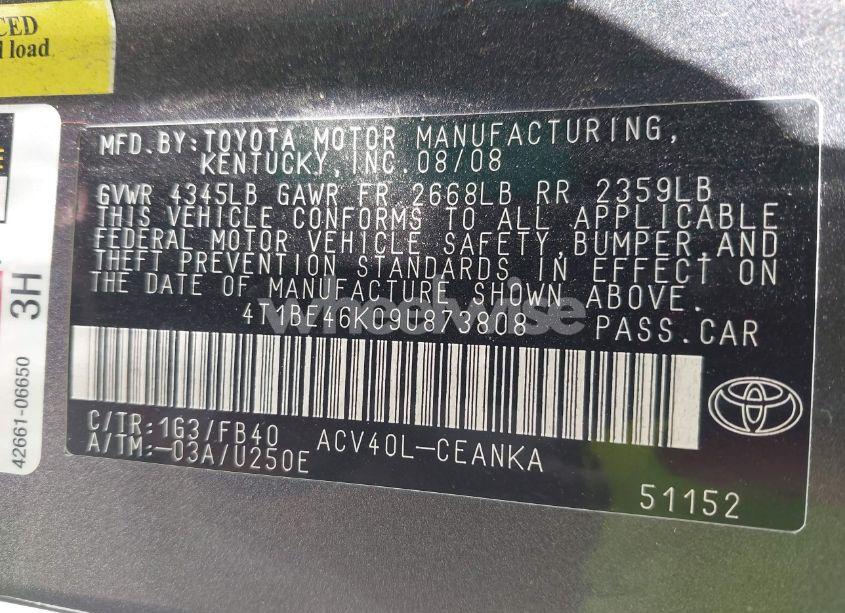 CED
l load
3H
42661-06650
MFD.BY:TOYOTA MOTOR MANUFACTURING,
KENTUCKY,INC. 08/08
GVWR 4345LB GAWR FR 2668LB RR 2359LB
THIS VEHICLE CONFORMS TO ALL APPLICABLE
FEDERAL MOTOR VEHICLE SAFETY,BUMPER,AND
THEFT PREVENTION STANDARDS IN EFFECT ON
THE DATE OF MANUFACTURE SHOWN ABOVE.
4T1BE46K09U873808 PASS.CAR
C/TR:1G3/FB40 ACV40L-CEANKA
A/TM:-03A/U250E
51152